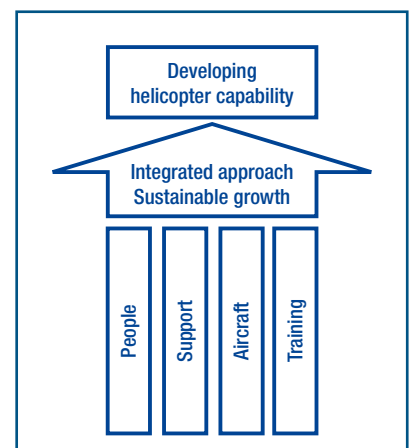 Developing
helicopter capability
Integrated approach
Sustainable growth
People
Support
Aircraft
Training